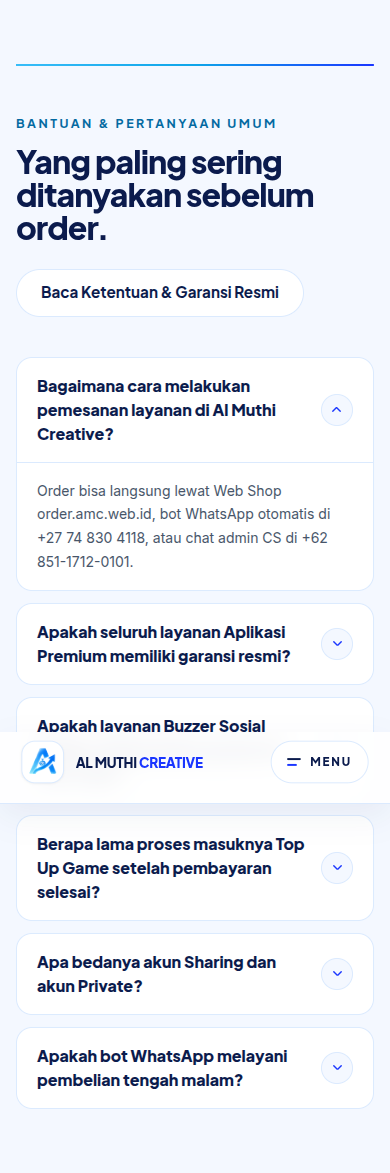 BANTUAN & PERTANYAAN UMUM
Yang paling sering
ditanyakan sebelum
order.
Baca Ketentuan & Garansi Resmi
Bagaimana cara melakukan
pemesanan layanan di Al Muthi
Creative?
Order bisa langsung lewat Web Shop
order.amc.web.id, bot WhatsApp otomatis di
+27 74 830 4118, atau chat admin CS di +62
851-1712-0101.
Apakah seluruh layanan Aplikasi
Premium memiliki garansi resmi?
Apakah layanan Buzzer Sosial
AL MUTHI CREATIVE
MENU
Berapa lama proses masuknya Top
Up Game setelah pembayaran
selesai?
Apa bedanya akun Sharing dan
akun Private?
Apakah bot WhatsApp melayani
pembelian tengah malam?